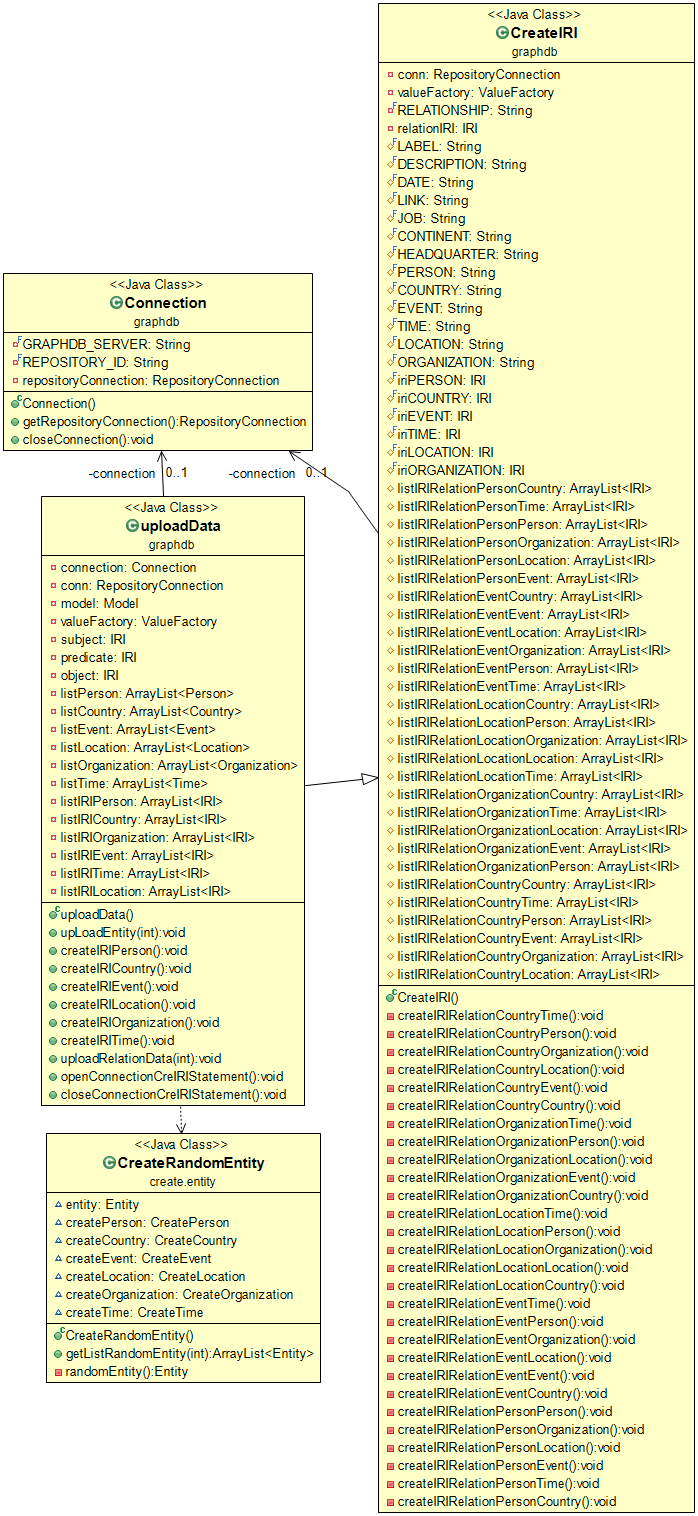 <<Java Class>>
CreateIRI
graphdb
conn: RepositoryConnection
valueFactory: ValueFactory
RELATIONSHIP: String
relationIRI: IRI
LABEL: String
DESCRIPTION: String
DATE: String
LINK: String
JOB: String
CONTINENT: String
HEADQUARTER: String
PERSON: String
COUNTRY: String
EVENT: String
TIME: String
LOCATION: String
ORGANIZATION: String
iriPERSON: IRI
iriCOUNTRY: IRI
iriEVENT: IRI
iriTIME: IRI
iriLOCATION: IRI
iriORGANIZATION: IRI
listIRIRelationPersonCountry: ArrayList<IRI>
listIRIRelationPersonTime: ArrayList<IRI>
listIRIRelationPersonPerson: ArrayList<IRI>
listIRIRelationPersonOrganization: ArrayList<IRI>
listIRIRelationPersonLocation: ArrayList<IRI>
listIRIRelationPersonEvent: ArrayList<IRI>
listIRIRelationEventCountry: ArrayList<IRI>
listIRIRelationEventEvent: ArrayList<IRI>
listIRIRelationEventLocation: ArrayList<IRI>
listIRIRelationEventOrganization: ArrayList<IRI>
listIRIRelationEventPerson: ArrayList<IRI>
listIRIRelationEventTime: ArrayList<IRI>
listIRIRelationLocationCountry: ArrayList<IRI>
listIRIRelationLocationPerson: ArrayList<IRI>
listIRIRelationLocationOrganization: ArrayList<IRI>
listIRIRelationLocationLocation: ArrayList<IRI>
listIRIRelationLocationTime: ArrayList<IRI>
listIRIRelationOrganizationCountry: ArrayList<IRI>
listIRIRelationOrganizationTime: ArrayList<IRI>
listIRIRelationOrganizationLocation: ArrayList<IRI>
listIRIRelationOrganizationEvent: ArrayList<IRI>
listIRIRelationOrganizationPerson: ArrayList<IRI>
listIRIRelationCountryCountry: ArrayList<IRI>
listIRIRelationCountryTime: ArrayList<IRI>
listIRIRelationCountryPerson: ArrayList<IRI>
listIRIRelationCountryEvent: ArrayList<IRI>
listIRIRelationCountryOrganization: ArrayList<IRI>
listIRIRelationCountryLocation: ArrayList<IRI>
CreateIRI()
createIRIRelationCountryTime():void
createIRIRelationCountryPerson():void
createIRIRelationCountryOrganization():void
createIRIRelationCountryLocation():void
createIRIRelationCountryEvent():void
createIRIRelationCountryCountry():void
createIRIRelationOrganizationTime():void
createIRIRelationOrganizationPerson():void
createIRIRelationOrganizationLocation():void
createIRIRelationOrganizationEvent():void
createIRIRelationOrganizationCountry():void
createIRIRelationLocationTime():void
createIRIRelationLocationPerson():void
createIRIRelationLocationOrganization():void
createIRIRelationLocationLocation():void
createIRIRelationLocationCountry():void
createIRIRelationEventTime():void
createIRIRelationEventPerson():void
createIRIRelationEventOrganization():void
createIRIRelationEventLocation():void
createIRIRelationEventEvent():void
createIRIRelationEventCountry():void
createIRIRelationPersonPerson():void
createIRIRelationPersonOrganization():void
createIRIRelationPersonLocation():void
createIRIRelationPersonEvent():void
createIRIRelationPersonTime():void
createIRIRelationPersonCountry():void
<<Java Class>>
Connection
graphdb
GRAPHDB_SERVER: String
REPOSITORY_ID: String
repositoryConnection: RepositoryConnection
Connection()
getRepositoryConnection():RepositoryConnection
closeConnection():void
-connection 0..1
-connection 0..1
<<Java Class>>
uploadData
graphdb
connection: Connection
conn: RepositoryConnection
model: Model
valueFactory: ValueFactory
subject: IRI
predicate: IRI
object: IRI
listPerson: ArrayList<Person>
listCountry: ArrayList<Country>
listEvent: ArrayList<Event>
listLocation: ArrayList<Location>
listOrganization: ArrayList<Organization>
listTime: ArrayList<Time>
listIRIPerson: ArrayList<IRI>
listIRICountry: ArrayList<IRI>
listIRIOrganization: ArrayList<IRI>
listIRIEvent: ArrayList<IRI>
listIRITime: ArrayList<IRI>
listIRILocation: ArrayList<IRI>
uploadData()
upLoadEntity(int):void
createIRIPerson():void
createIRICountry():void
createIRIEvent():void
createIRILocation():void
createIRIOrganization():void
createIRITime():void
uploadRelationData(int):void
openConnectionCreIRIStatement():void
closeConnectionCreIRIStatement():void
<<Java Class>>
CreateRandomEntity
create.entity
entity: Entity
createPerson: CreatePerson
createCountry: CreateCountry
createEvent: CreateEvent
createLocation: CreateLocation
createOrganization: CreateOrganization
createTime: CreateTime
CreateRandomEntity()
getListRandomEntity(int):ArrayList<Entity>
randomEntity():Entity